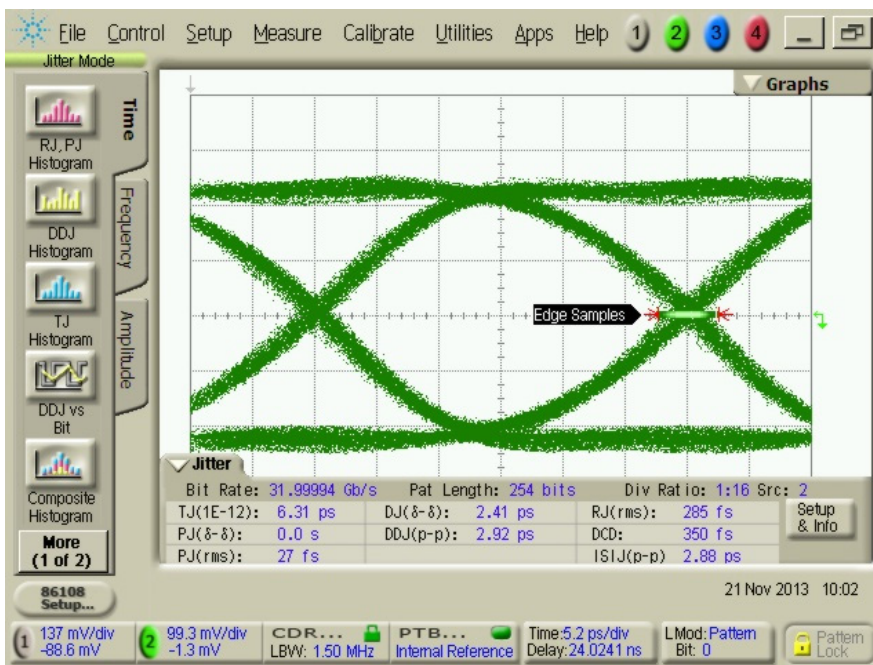 File Control Setup Measure Calibrate Utilities Apps Help 1 2 3 4
Jitter Mode
Graphs
Time
Frequency
Amplitude
RJ, PJ
Histogram
DDJ
Histogram
TJ
Histogram
DDJ vs
Bit
Composite
Histogram
More
(1 of 2)
86108
Setup...
Edge Samples
Jitter
Bit Rate: 31.99994 Gb/s Pat Length: 254 bits Div Ratio: 1:16 Src: 2
TJ(1E-12): 6.31 ps DJ(δ-δ): 2.41 ps RJ(rms): 285 fs
PJ(δ-δ): 0.0 s DDJ(p-p): 2.92 ps DCD: 350 fs
PJ(rms): 27 fs ISIJ(p-p) 2.88 ps
Setup
& Info
21 Nov 2013 10:02
1 137 mV/div
-88.6 mV
2 99.3 mV/div
-1.3 mV
CDR...
LBW: 1.50 MHz
PTB...
Internal Reference
Time:5.2 ps/div
Delay:24.0241 ns
LMod: Pattern
Bit: 0
Pattern
Lock